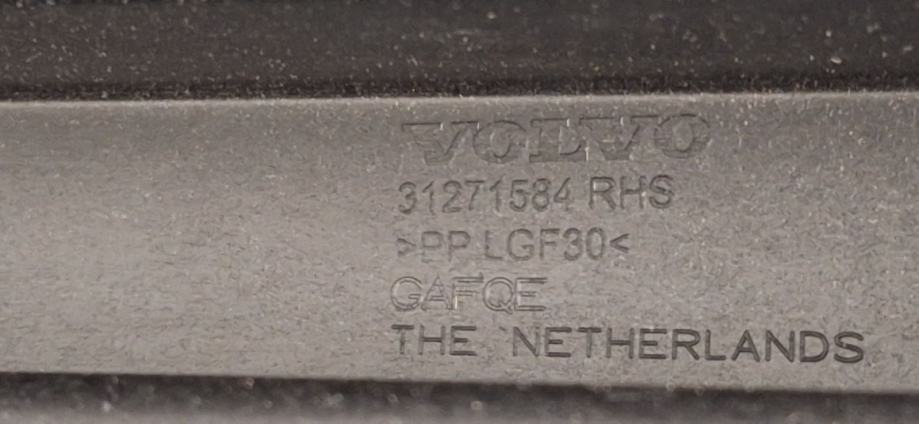 VOLVO
31271584 RHS
>PP LGF30<
GAFQE
THE NETHERLANDS